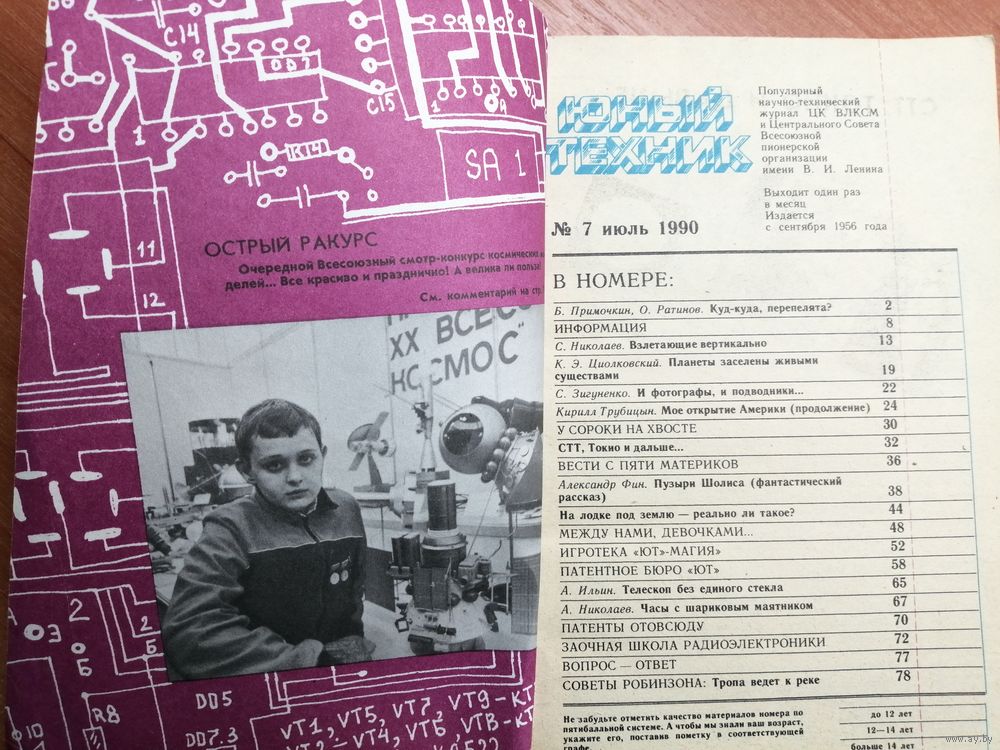 C14
DD7
C15
1
1
А
R14
SA 1
11
12
ОСТРЫЙ РАКУРС
Очередной Всесоюзный смотр-конкурс космических
делей... Все красиво и празднично! А велика ли польза?
См. комментарий на стр.
XX ВСЕСО
КОСМОС"
2
3
Б
2
Б
R8
DD5
DD7.3
VT1, VT5, VT7, VT9-КТ
VT4, VT6, VT8-КТ
ЮНЫЙ
ТЕХНИК
Популярный
научно-технический
журнал ЦК ВЛКСМ
и Центрального Совета
Всесоюзной
пионерской
организации
имени В. И. Ленина
Выходит один раз
в месяц
Издается
с сентября 1956 года
№ 7 июль 1990
В НОМЕРЕ:
Б. Примочкин, О. Ратинов. Куд-куда, перепелята? 2
ИНФОРМАЦИЯ 8
С. Николаев. Взлетающие вертикально 13
К. Э. Циолковский. Планеты заселены живыми
существами 19
С. Зигуненко. И фотографы, и подводники... 22
Кирилл Трубицын. Мое открытие Америки (продолжение) 24
У СОРОКИ НА ХВОСТЕ 30
СТТ, Токио и дальше... 32
ВЕСТИ С ПЯТИ МАТЕРИКОВ 36
Александр Фин. Пузыри Шолиса (фантастический
рассказ) 38
На лодке под землю — реально ли такое? 44
МЕЖДУ НАМИ, ДЕВОЧКАМИ... 48
ИГРОТЕКА «ЮТ»-МАГИЯ» 52
ПАТЕНТНОЕ БЮРО «ЮТ» 58
А. Ильин. Телескоп без единого стекла 65
А. Николаев. Часы с шариковым маятником 67
ПАТЕНТЫ ОТОВСЮДУ 70
ЗАОЧНАЯ ШКОЛА РАДИОЭЛЕКТРОНИКИ 72
ВОПРОС — ОТВЕТ 77
СОВЕТЫ РОБИНЗОНА: Тропа ведет к реке 78
Не забудьте отметить качество материалов номера по
пятибалльной системе. А чтобы мы знали ваш возраст,
укажите его, поставив пометку в соответствующей
графе.
до 12 лет
12—14 лет
больше 14 лет
www.ay.by